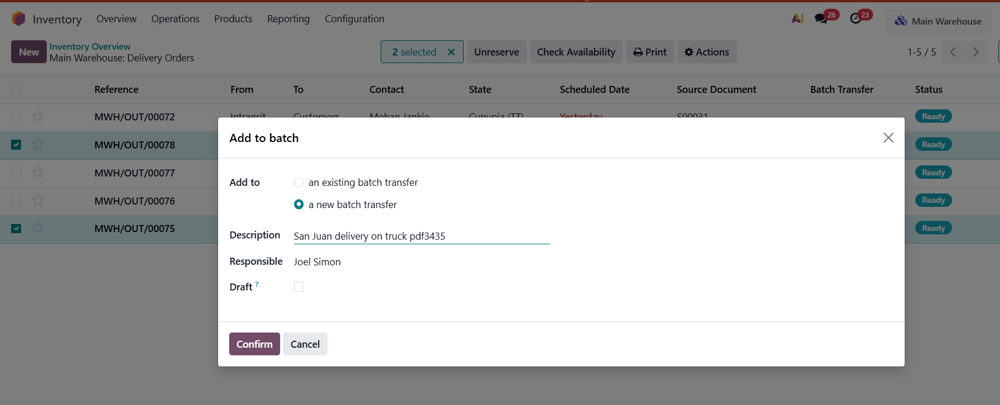 Inventory Overview Operations Products Reporting Configuration 26 23 Main Warehouse
New Inventory Overview 2 selected Unreserve Check Availability Print Actions 1-5 / 5
Main Warehouse: Delivery Orders
Reference From To Contact State Scheduled Date Source Document Batch Transfer Status
MWH/OUT/00072 Intransit Customers Mohan Jankie Cunupia (TT) Yesterday S00031 Ready
MWH/OUT/00078 Ready
MWH/OUT/00077 Ready
MWH/OUT/00076 Ready
MWH/OUT/00075 Ready
Add to batch
Add to an existing batch transfer
a new batch transfer
Description San Juan delivery on truck pdf3435
Responsible Joel Simon
Draft ?
Confirm Cancel